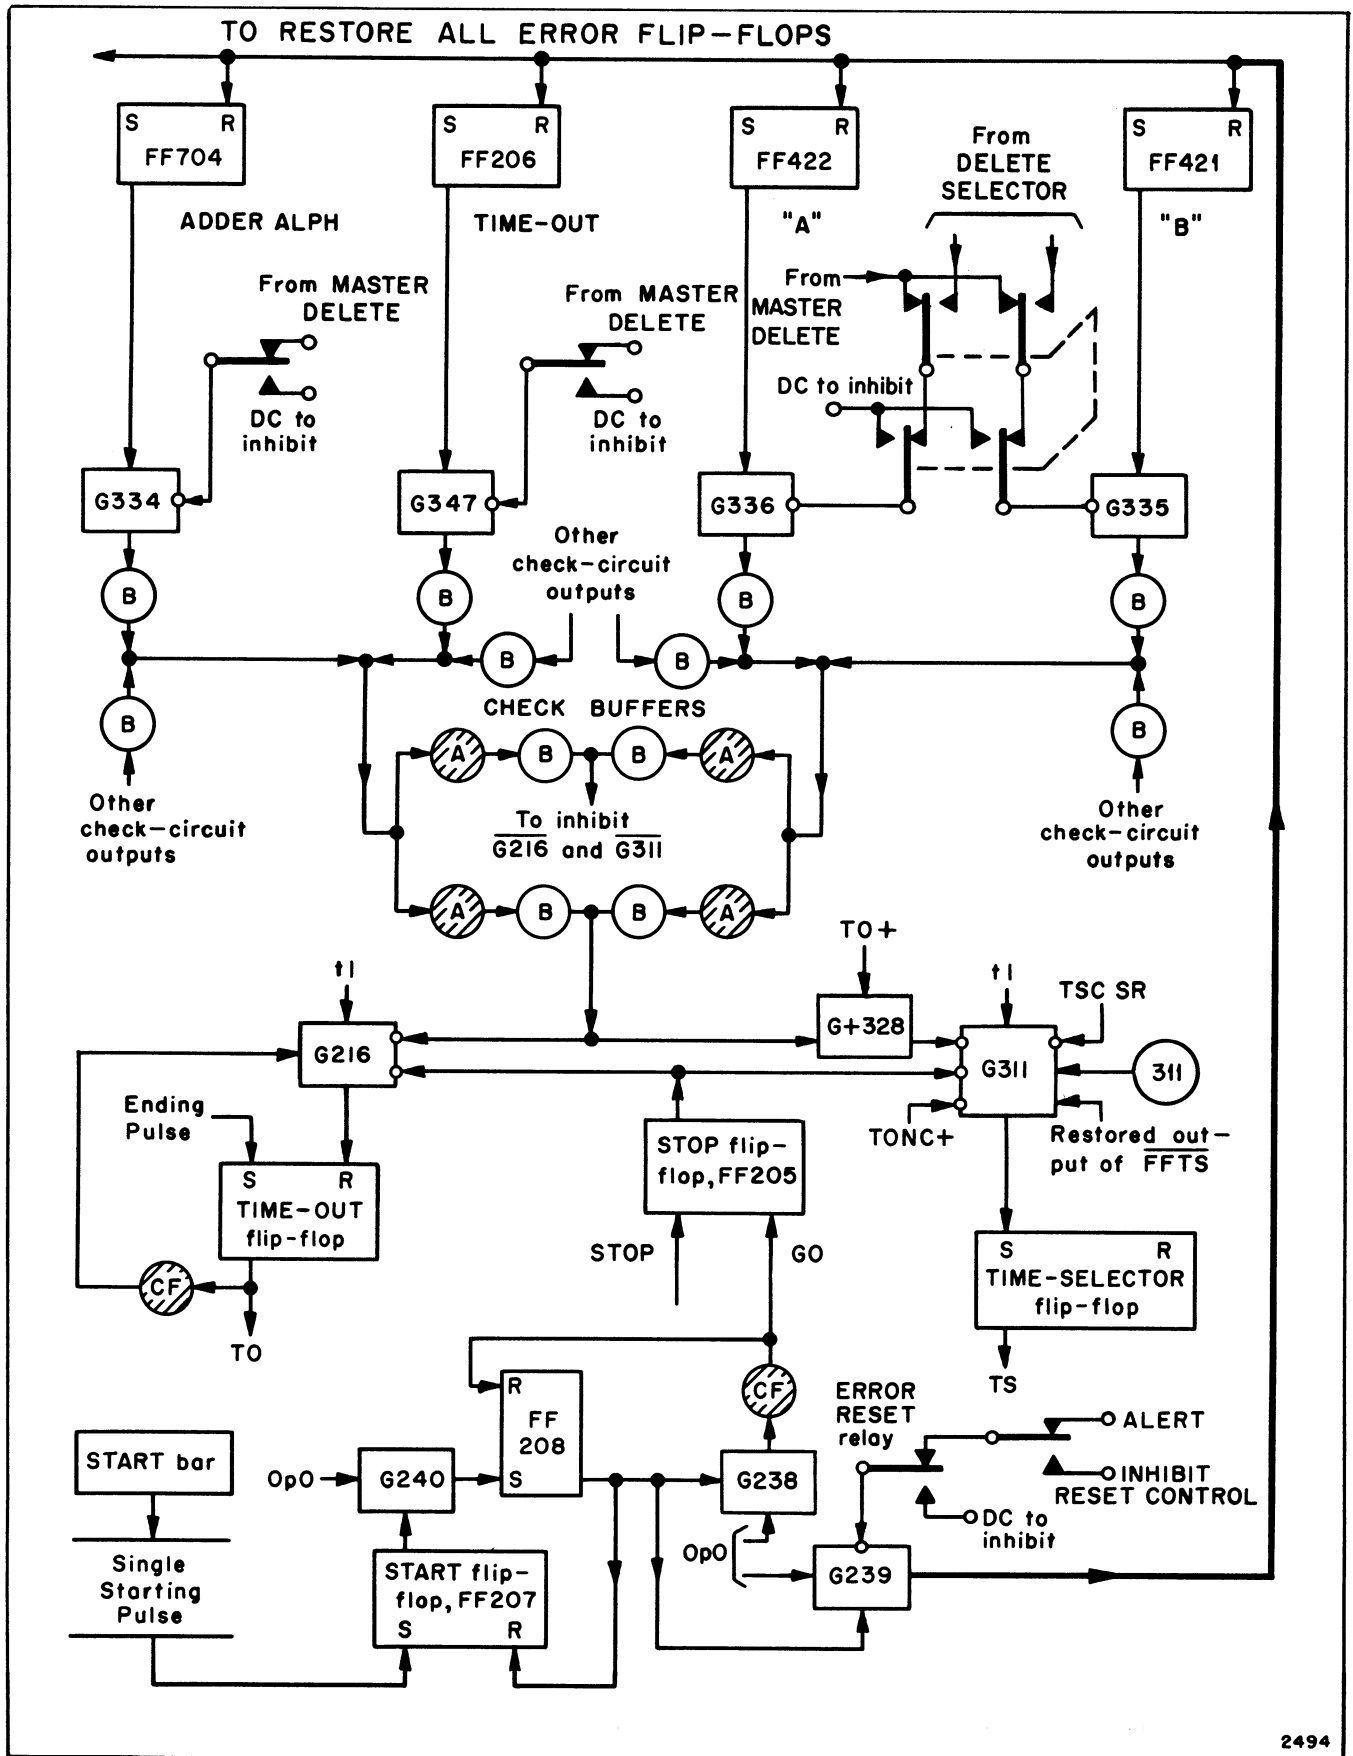 TO RESTORE ALL ERROR FLIP-FLOPS
S R
FF704
S R
FF206
S R
FF422
S R
FF421
From
DELETE
SELECTOR
ADDER ALPH
TIME-OUT
"A"
"B"
From MASTER
DELETE
DC to
inhibit
From MASTER
DELETE
DC to
inhibit
From
MASTER
DELETE
DC to inhibit
G334
G347
G336
G335
Other
check-circuit
outputs
B
B
B
B
B
B
B
B
CHECK BUFFERS
A
B
B
A
Other
check-circuit
outputs
To inhibit
G216 and G311
Other
check-circuit
outputs
A
B
B
A
TO+
t1
t1
TSC SR
G216
G+328
G311
311
TONC+
Restored out-
put of FFTS
Ending
Pulse
S R
TIME-OUT
flip-flop
CF
TO
STOP flip-
flop, FF205
STOP
GO
S R
TIME-SELECTOR
flip-flop
TS
CF
R
FF
208
S
ERROR
RESET
relay
ALERT
INHIBIT
RESET CONTROL
DC to
inhibit
START bar
OpO
G240
G238
OpO
G239
Single
Starting
Pulse
START flip-
flop, FF207
S R
2494